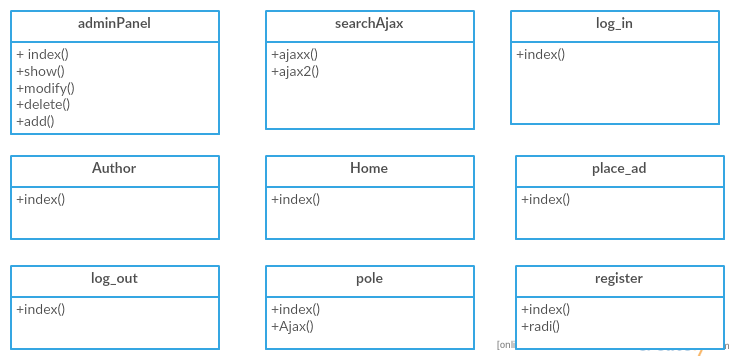 adminPanel
+ index()
+show()
+modify()
+delete()
+add()
searchAjax
+ajaxx()
+ajax2()
log_in
+index()
Author
+index()
Home
+index()
place_ad
+index()
log_out
+index()
pole
+index()
+Ajax()
register
+index()
+radi()